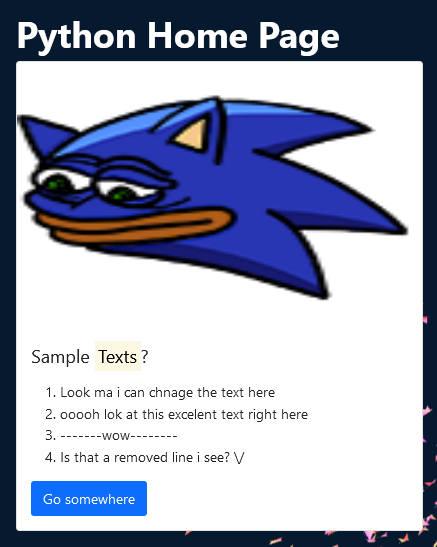 Python Home Page
Sample Texts?
1. Look ma i can chnage the text here
2. ooooh lok at this excelent text right here
3. -------wow--------
4. Is that a removed line i see? \/
Go somewhere